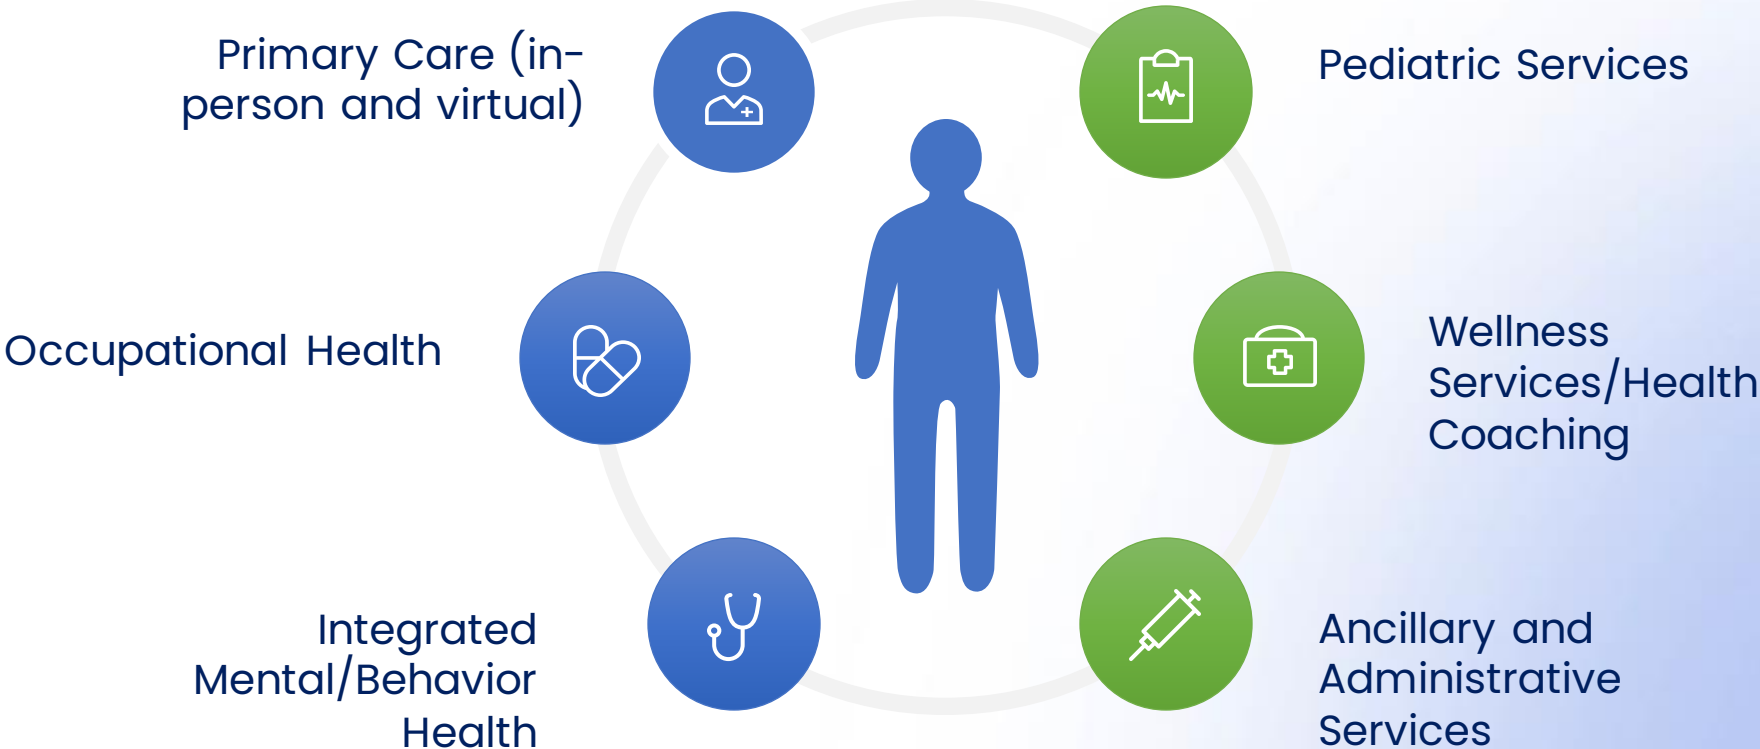 Primary Care (in-
person and virtual)
Pediatric Services
Occupational Health
Wellness
Services/Health
Coaching
Integrated
Mental/Behavior
Health
Ancillary and
Administrative
Services